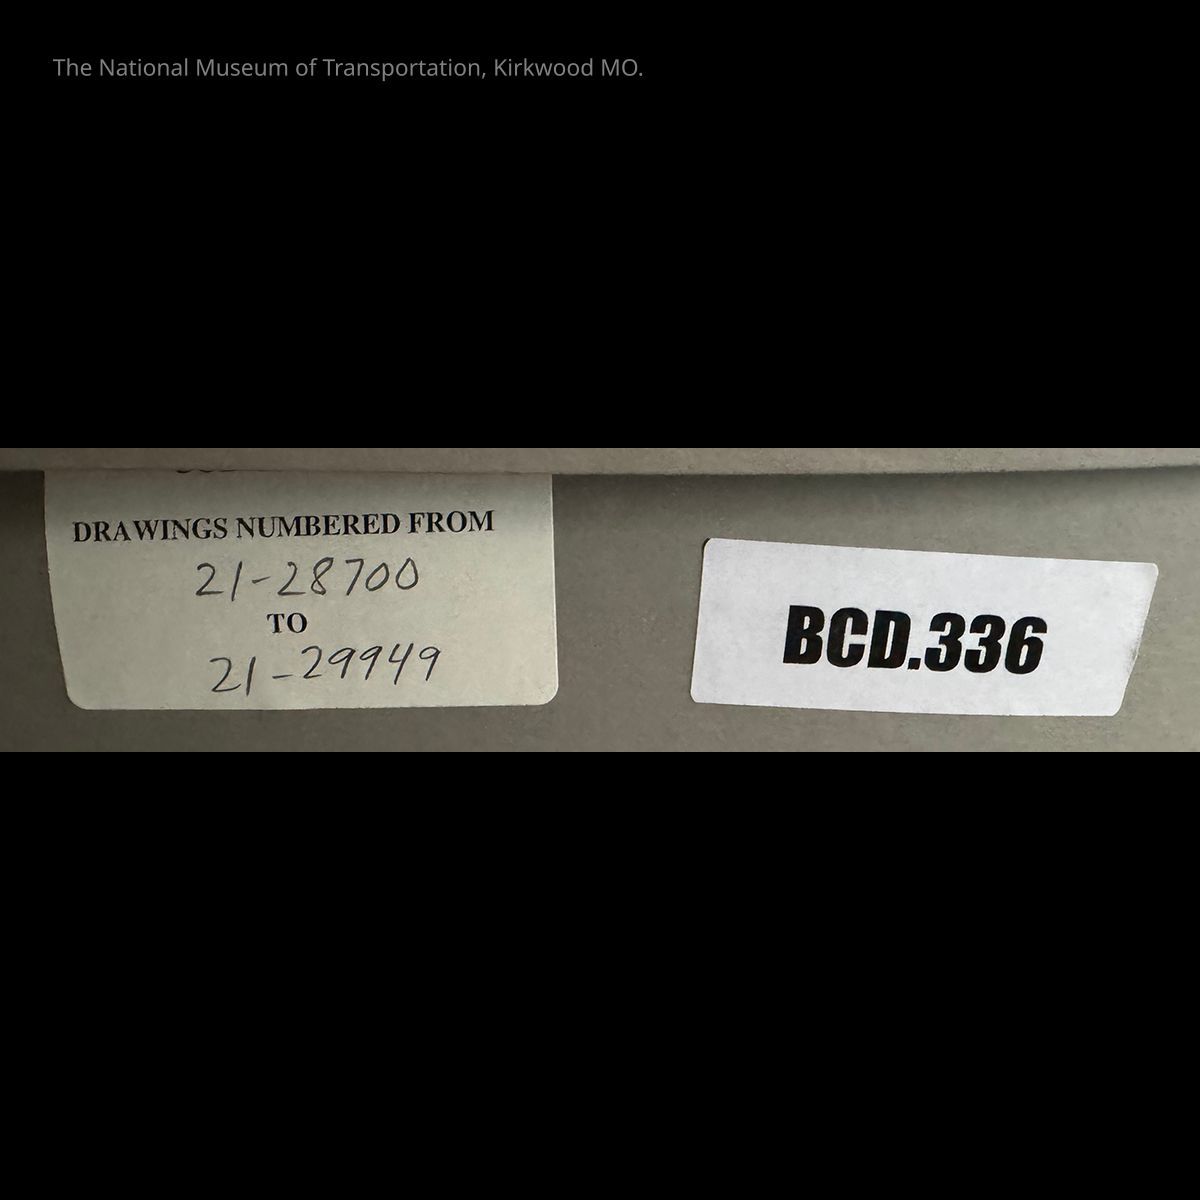 The National Museum of Transportation, Kirkwood MO.
DRAWINGS NUMBERED FROM
21-28700
TO
21-29949
BCD.336